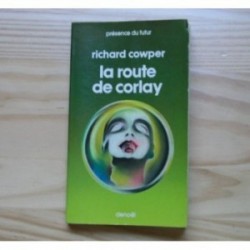 présence du futur
richard cowper
la route
de corlay
denoël